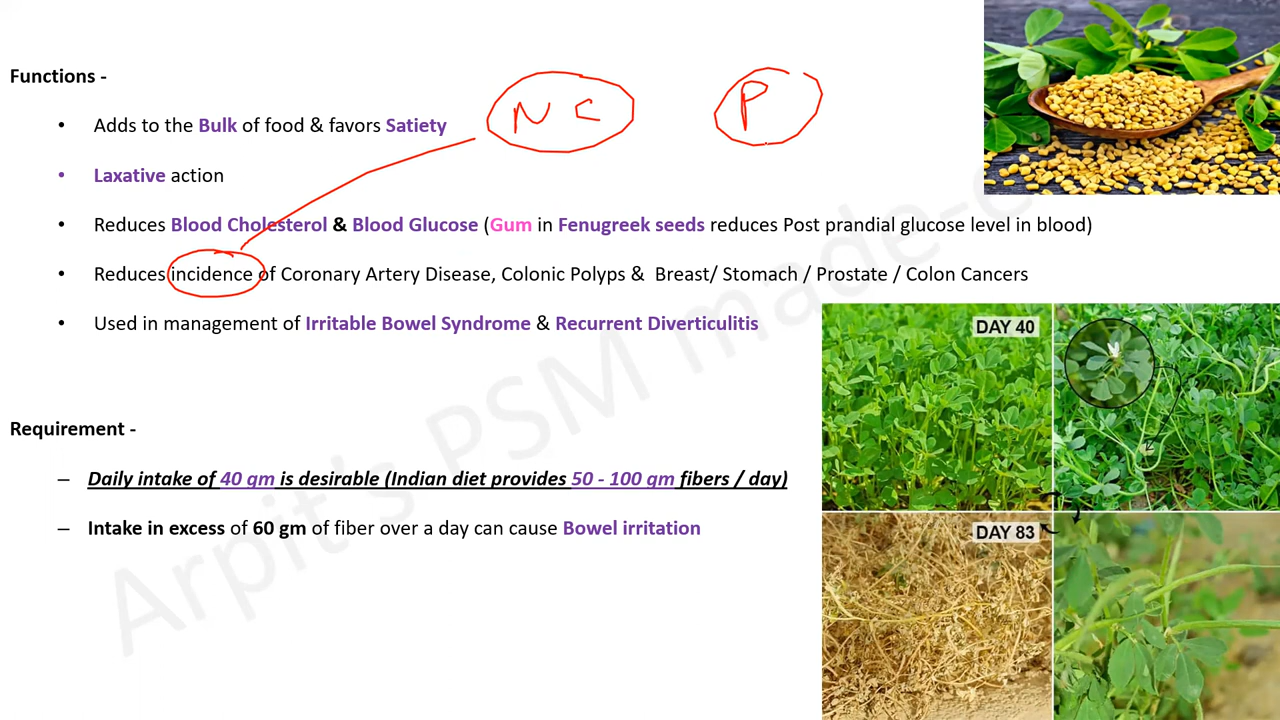 Functions -
N C
P
• Adds to the Bulk of food & favors Satiety
• Laxative action
• Reduces Blood Cholesterol & Blood Glucose (Gum in Fenugreek seeds reduces Post prandial glucose level in blood)
• Reduces incidence of Coronary Artery Disease, Colonic Polyps & Breast/ Stomach / Prostate / Colon Cancers
• Used in management of Irritable Bowel Syndrome & Recurrent Diverticulitis
DAY 40
Requirement -
– Daily intake of 40 gm is desirable (Indian diet provides 50 - 100 gm fibers / day)
– Intake in excess of 60 gm of fiber over a day can cause Bowel irritation
DAY 83
Arpit's PSM made-e